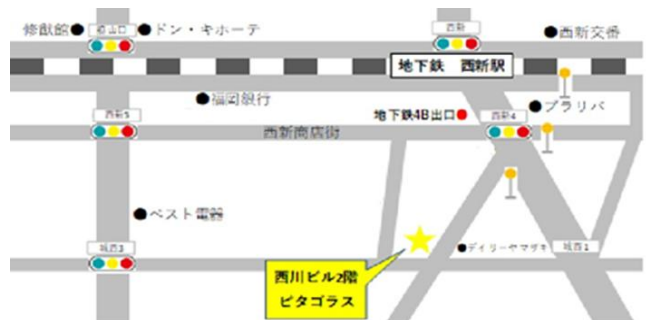 修猷館
ドン・キホーテ
西新
西新交番
地下鉄 西新駅
福岡銀行
地下鉄4B出口
プラリバ
西新5
西新4
西新商店街
ベスト電器
城西3
デイリーヤマザキ
城西1
西川ビル2階
ピタゴラス